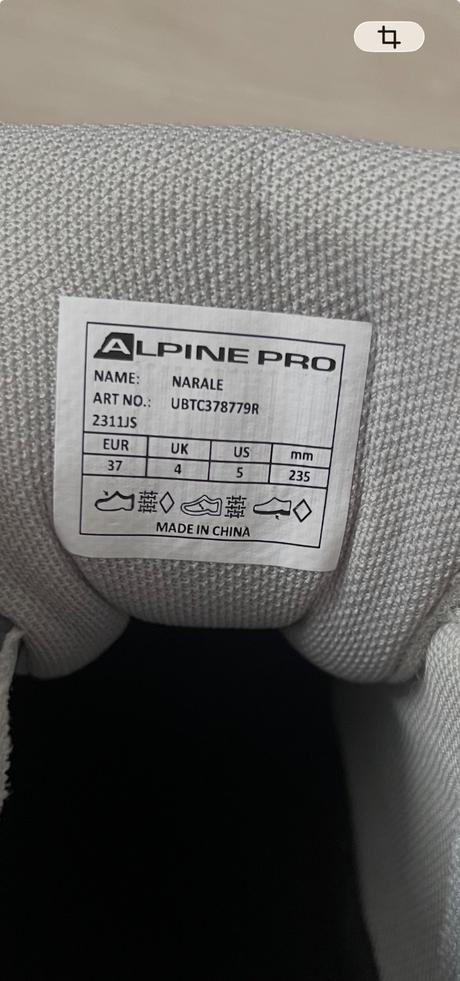 ALPINE PRO
NAME: NARALE
ART NO.: UBTC378779R
2311JS
EUR UK US mm
37 4 5 235
MADE IN CHINA